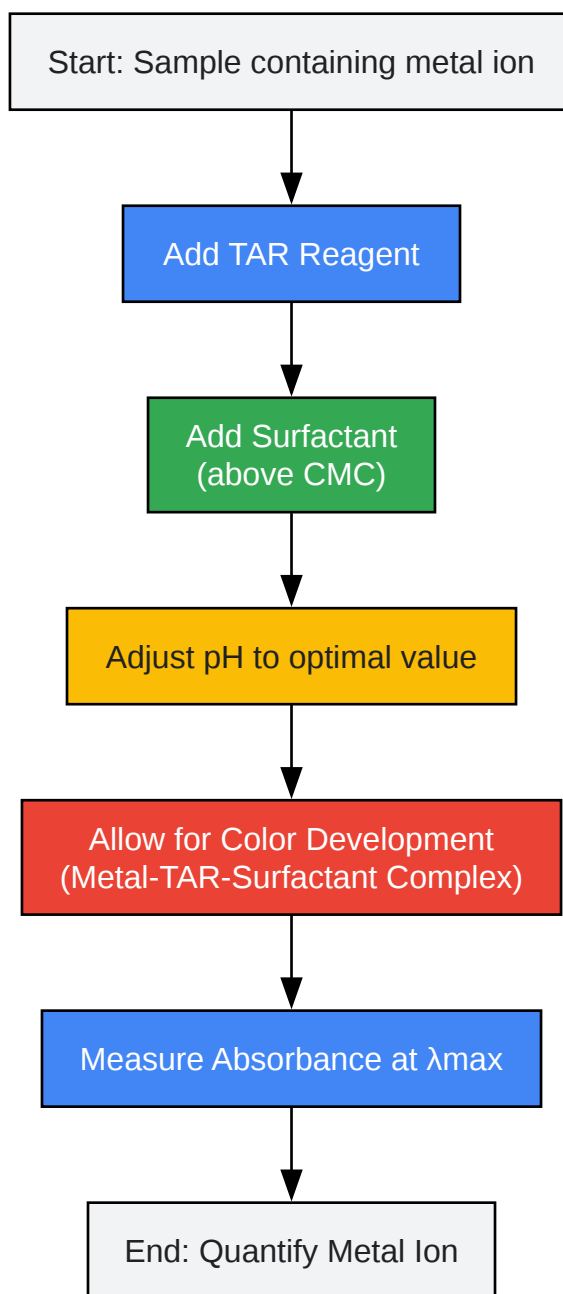 Start: Sample containing metal ion
Add TAR Reagent
Add Surfactant
(above CMC)
Adjust pH to optimal value
Allow for Color Development
(Metal-TAR-Surfactant Complex)
Measure Absorbance at λmax
End: Quantify Metal Ion